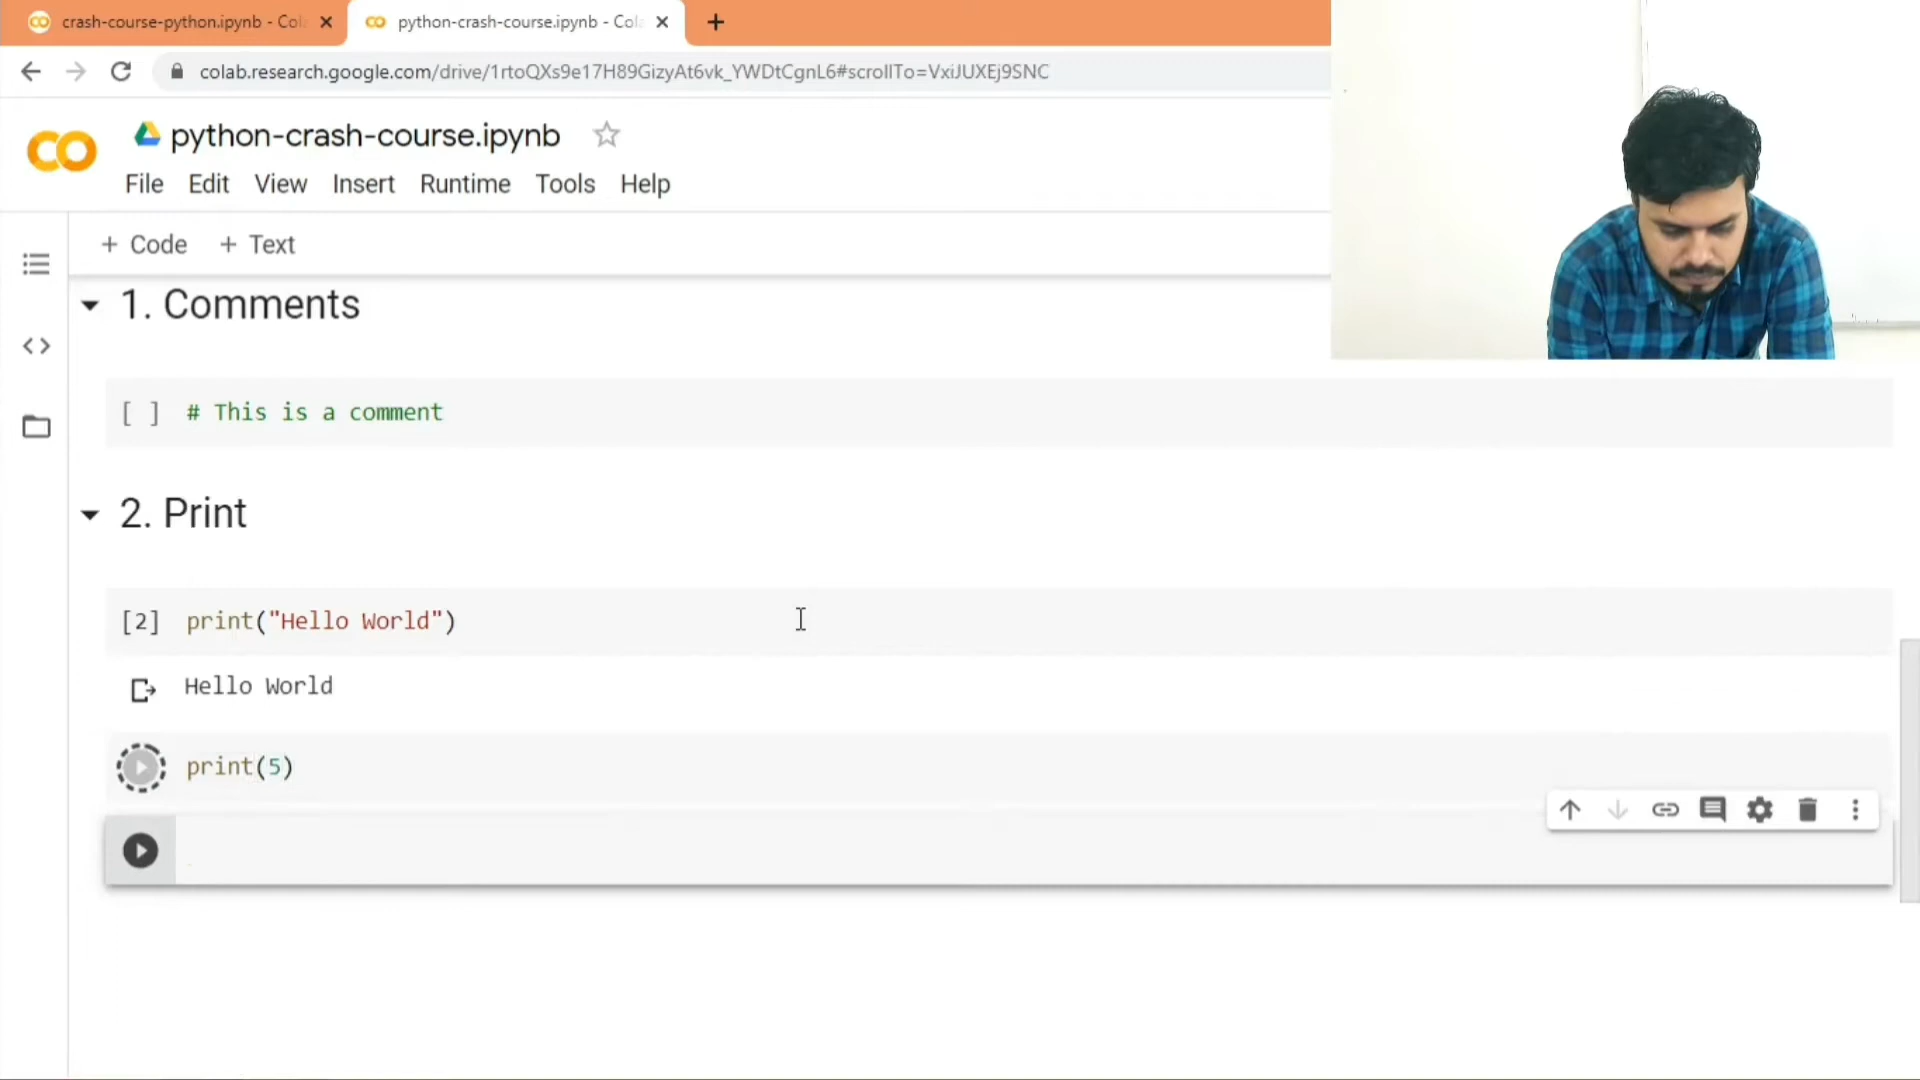 crash-course-python.ipynb - Col
python-crash-course.ipynb - Cola
colab.research.google.com/drive/1rtoQXs9e17H89GizyAt6vk_YWDtCgnL6#scrollTo=VxiJUXEj9SNC
python-crash-course.ipynb
File Edit View Insert Runtime Tools Help
+ Code + Text
1. Comments
[ ] # This is a comment
2. Print
[2] print("Hello World")
Hello World
print(5)